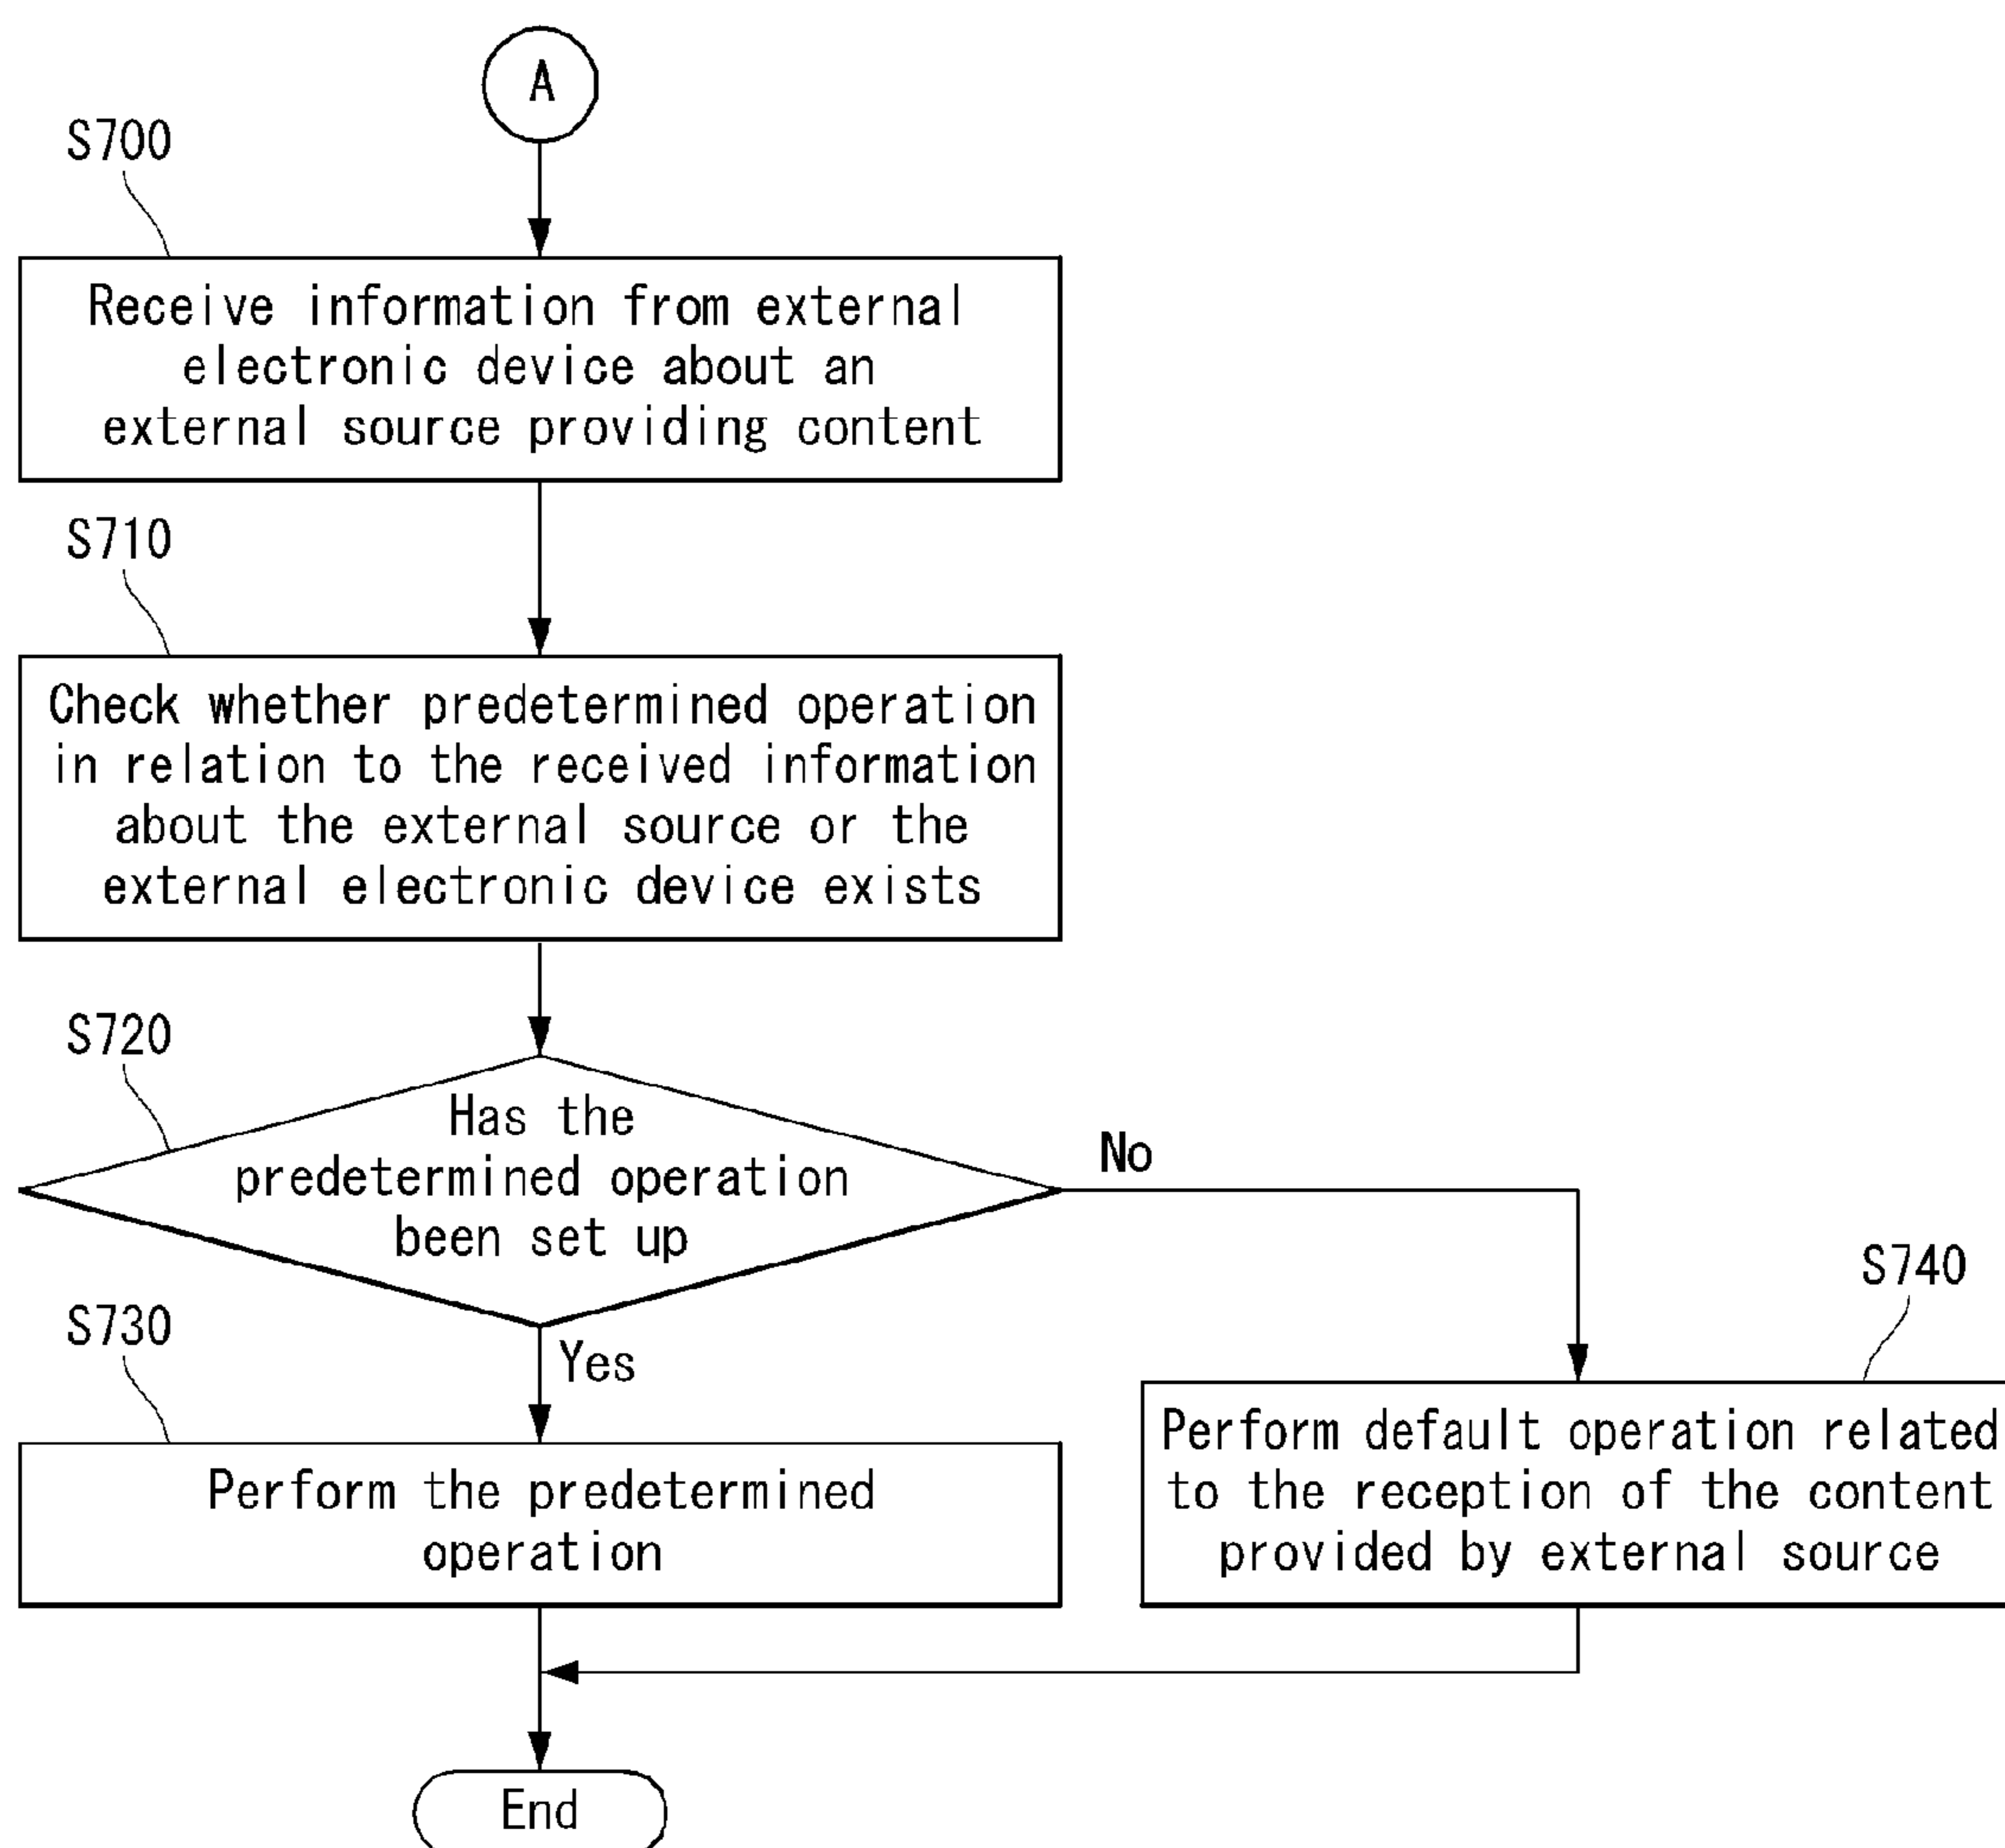 A
S700
Receive information from external
electronic device about an
external source providing content
S710
Check whether predetermined operation
in relation to the received information
about the external source or the
external electronic device exists
S720
Has the
predetermined operation
been set up
No
S740
S730
Yes
Perform default operation related
to the reception of the content
provided by external source
Perform the predetermined
operation
End